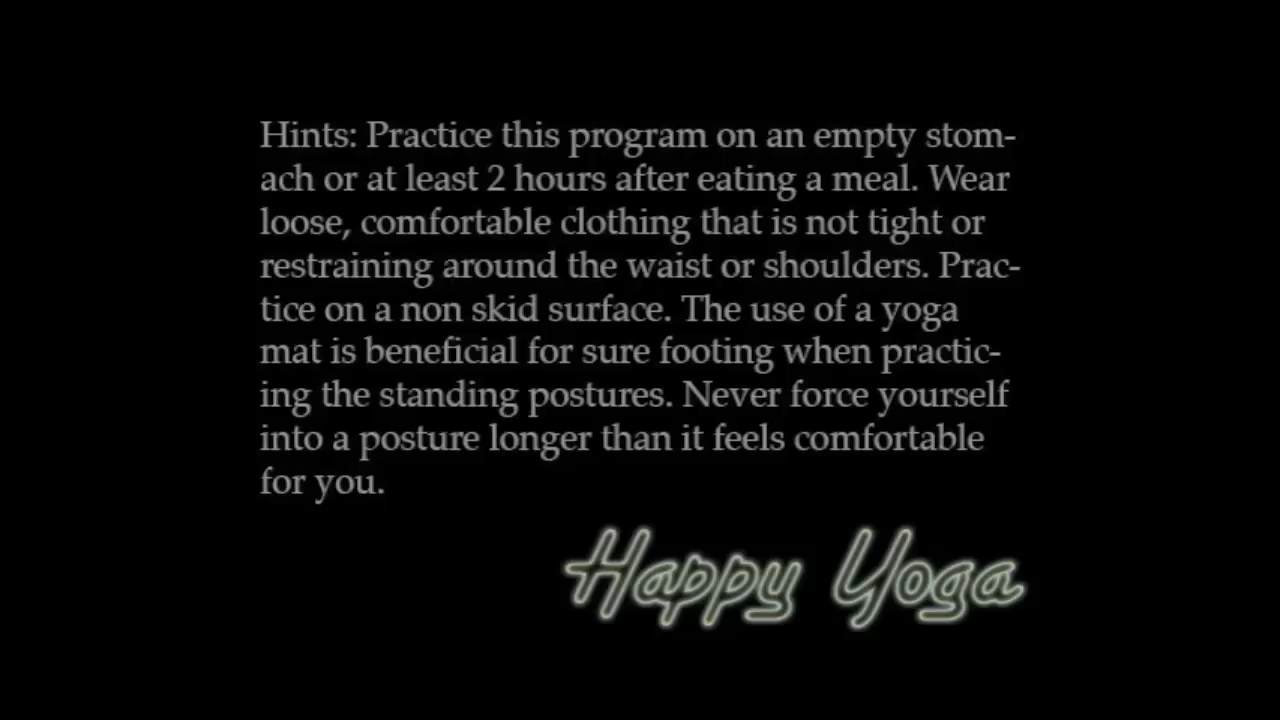 Hints: Practice this program on an empty stom-
ach or at least 2 hours after eating a meal. Wear
loose, comfortable clothing that is not tight or
restraining around the waist or shoulders. Prac-
tice on a non skid surface. The use of a yoga
mat is beneficial for sure footing when practic-
ing the standing postures. Never force yourself
into a posture longer than it feels comfortable
for you.
Happy Yoga